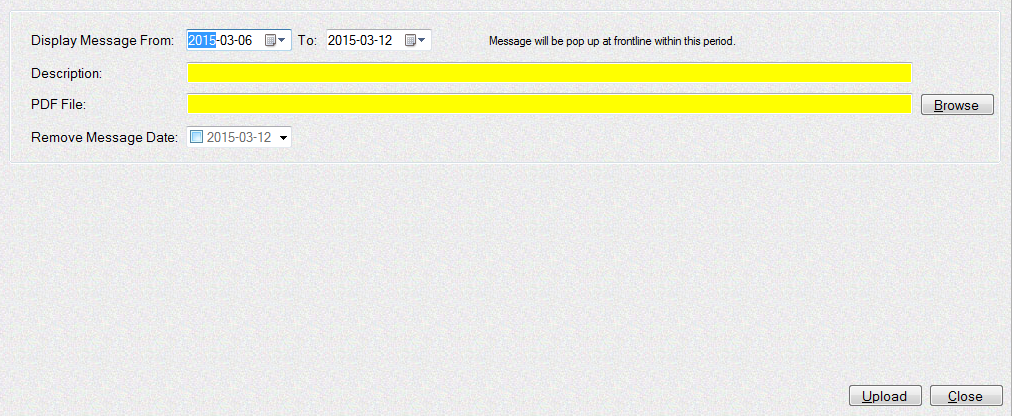 Display Message From: 2015-03-06 To: 2015-03-12 Message will be pop up at frontline within this period.
Description:
PDF File: Browse
Remove Message Date: 2015-03-12
Upload Close